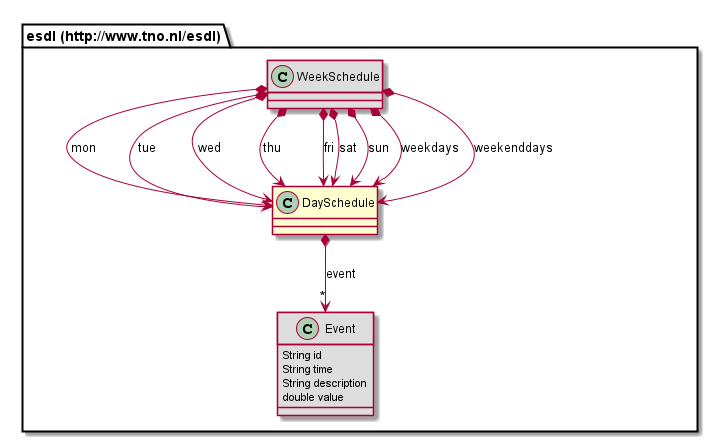 esdl (http://www.tno.nl/esdl)
C WeekSchedule
mon tue wed thu fri sat sun weekdays weekenddays
C DaySchedule
event
*
C Event
String id
String time
String description
double value